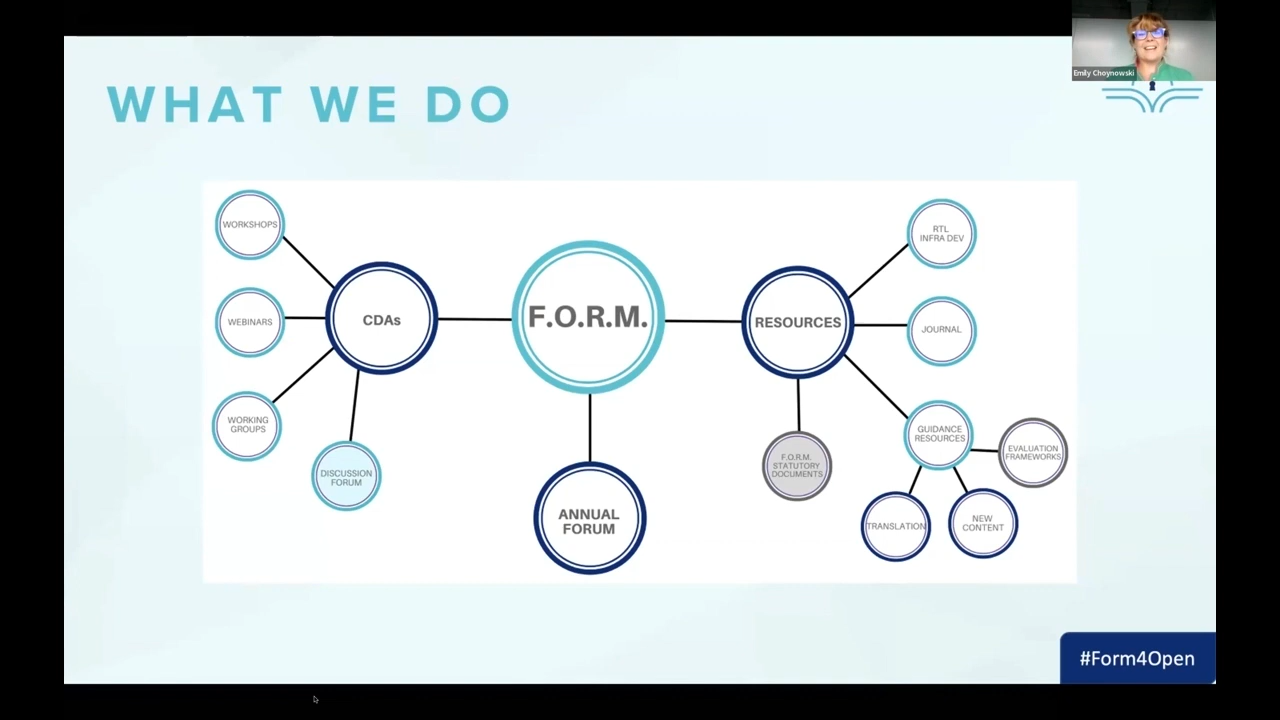 Emily Choynowski
WHAT WE DO
WORKSHOPS
WEBINARS
WORKING
GROUPS
DISCUSSION
FORUM
CDAs
F.O.R.M.
ANNUAL
FORUM
RESOURCES
F.O.R.M.
STATUTORY
DOCUMENTS
RTL
INFRA DEV
JOURNAL
GUIDANCE
RESOURCES
EVALUATION
FRAMEWORKS
TRANSLATION
NEW
CONTENT
#Form4Open